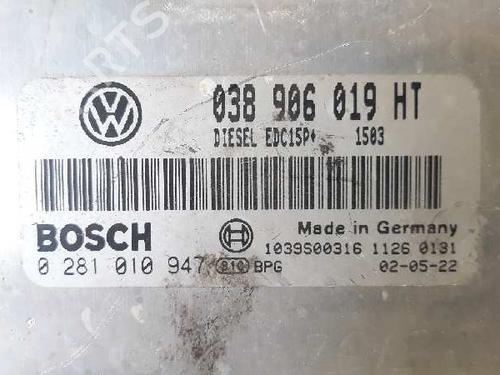 PARTS
038 906 019 HT
DIESEL EDC15P+ 1503
BOSCH
Made in Germany
1039S00316 1126 0131
0 281 010 947 BPG 02-05-22